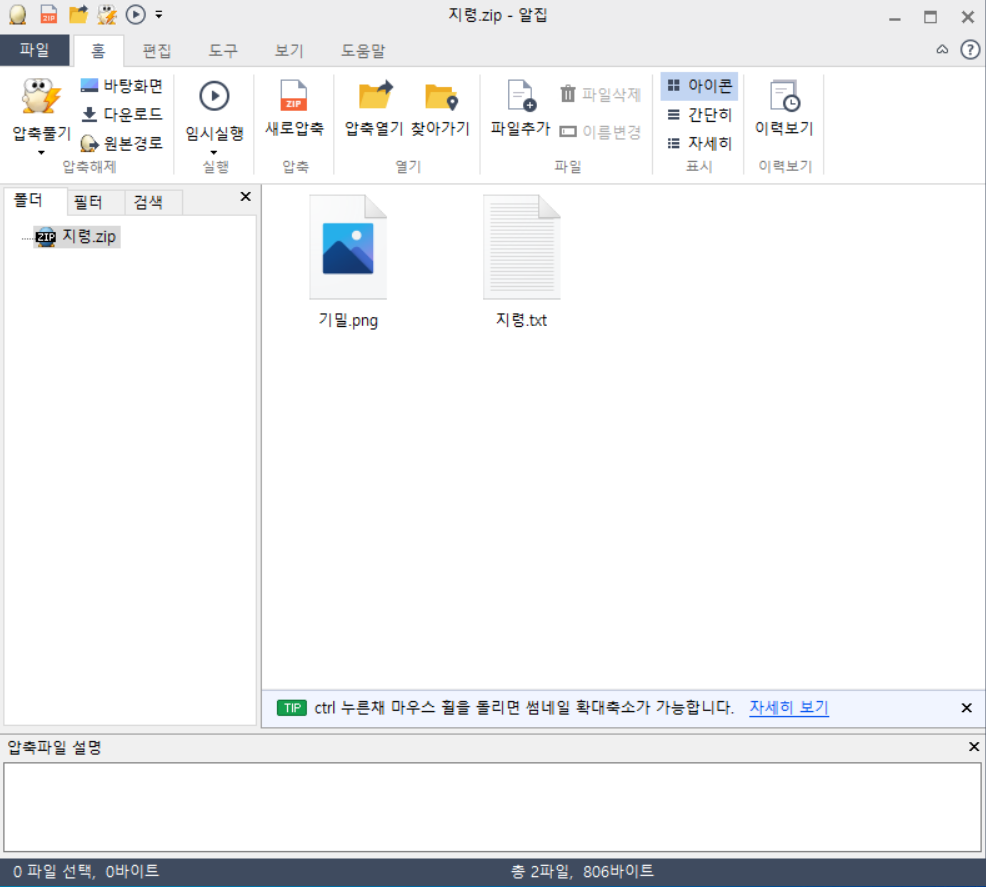 지령.zip - 알집
파일 홈 편집 도구 보기 도움말
압축풀기 바탕화면 다운로드 원본경로
압축해제
임시실행
실행
ZIP
새로압축
압축
압축열기 찾아가기
열기
파일추가 파일삭제 이름변경
파일
아이콘 간단히 자세히
표시
이력보기
이력보기
폴더 필터 검색
ZIP 지령.zip
기밀.png 지령.txt
TIP ctrl 누른채 마우스 휠을 돌리면 썸네일 확대축소가 가능합니다. 자세히 보기
압축파일 설명
0 파일 선택, 0바이트 총 2파일, 806바이트